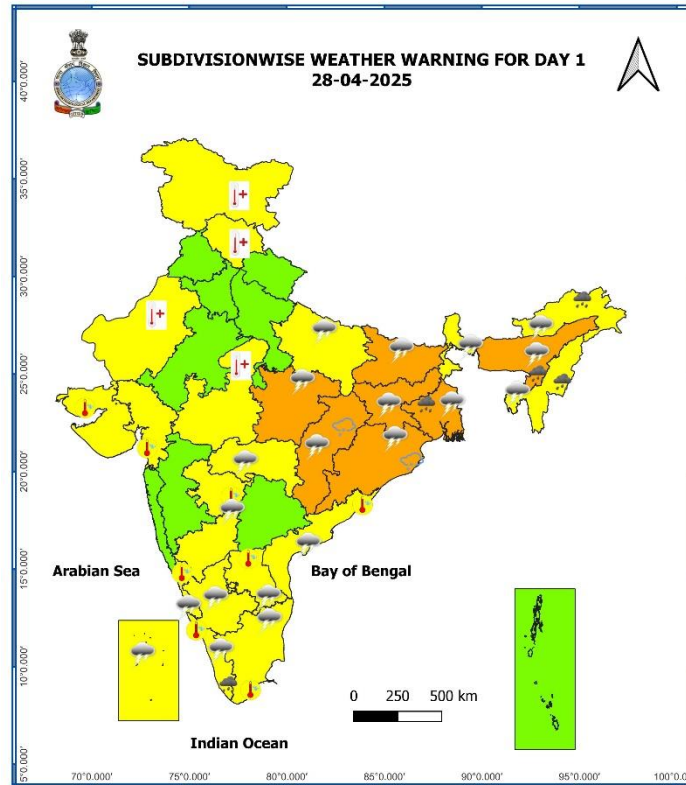 SUBDIVISIONWISE WEATHER WARNING FOR DAY 1
28-04-2025
40°0.000'
35°0.000'
30°0.000'
25°0.000'
20°0.000'
15°0.000'
10°0.000'
5°0.000'
Arabian Sea
Bay of Bengal
0 250 500 km
Indian Ocean
70°0.000' 75°0.000' 80°0.000' 85°0.000' 90°0.000' 95°0.000' 100°0.0